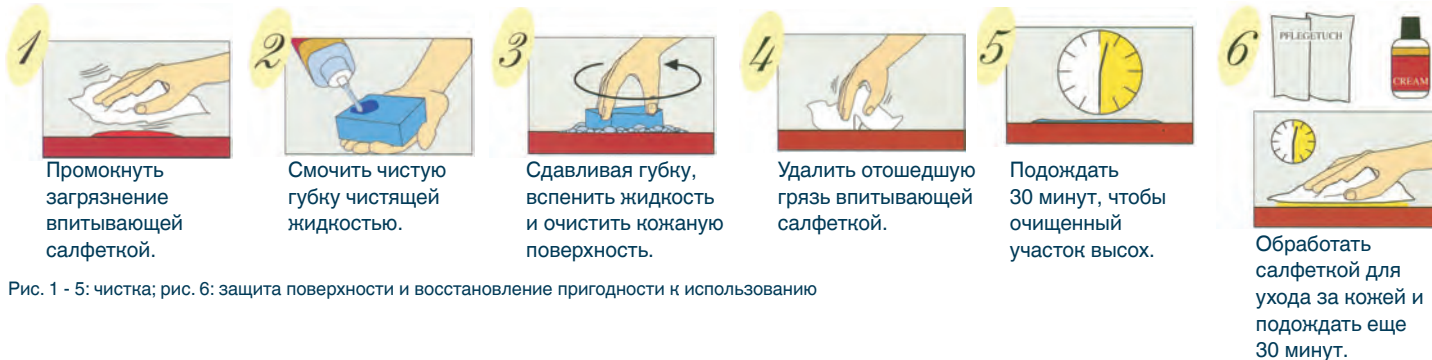 1
Промокнуть
загрязнение
впитывающей
салфеткой.
2
Смочить чистую
губку чистящей
жидкостью.
3
Сдавливая губку,
вспенить жидкость
и очистить кожаную
поверхность.
4
Удалить отошедшую
грязь впитывающей
салфеткой.
5
Подождать
30 минут, чтобы
очищенный
участок высох.
6
PFLEGETUCH
CREAM
Обработать
салфеткой для
ухода за кожей и
подождать еще
30 минут.
Рис. 1 - 5: чистка; рис. 6: защита поверхности и восстановление пригодности к использованию